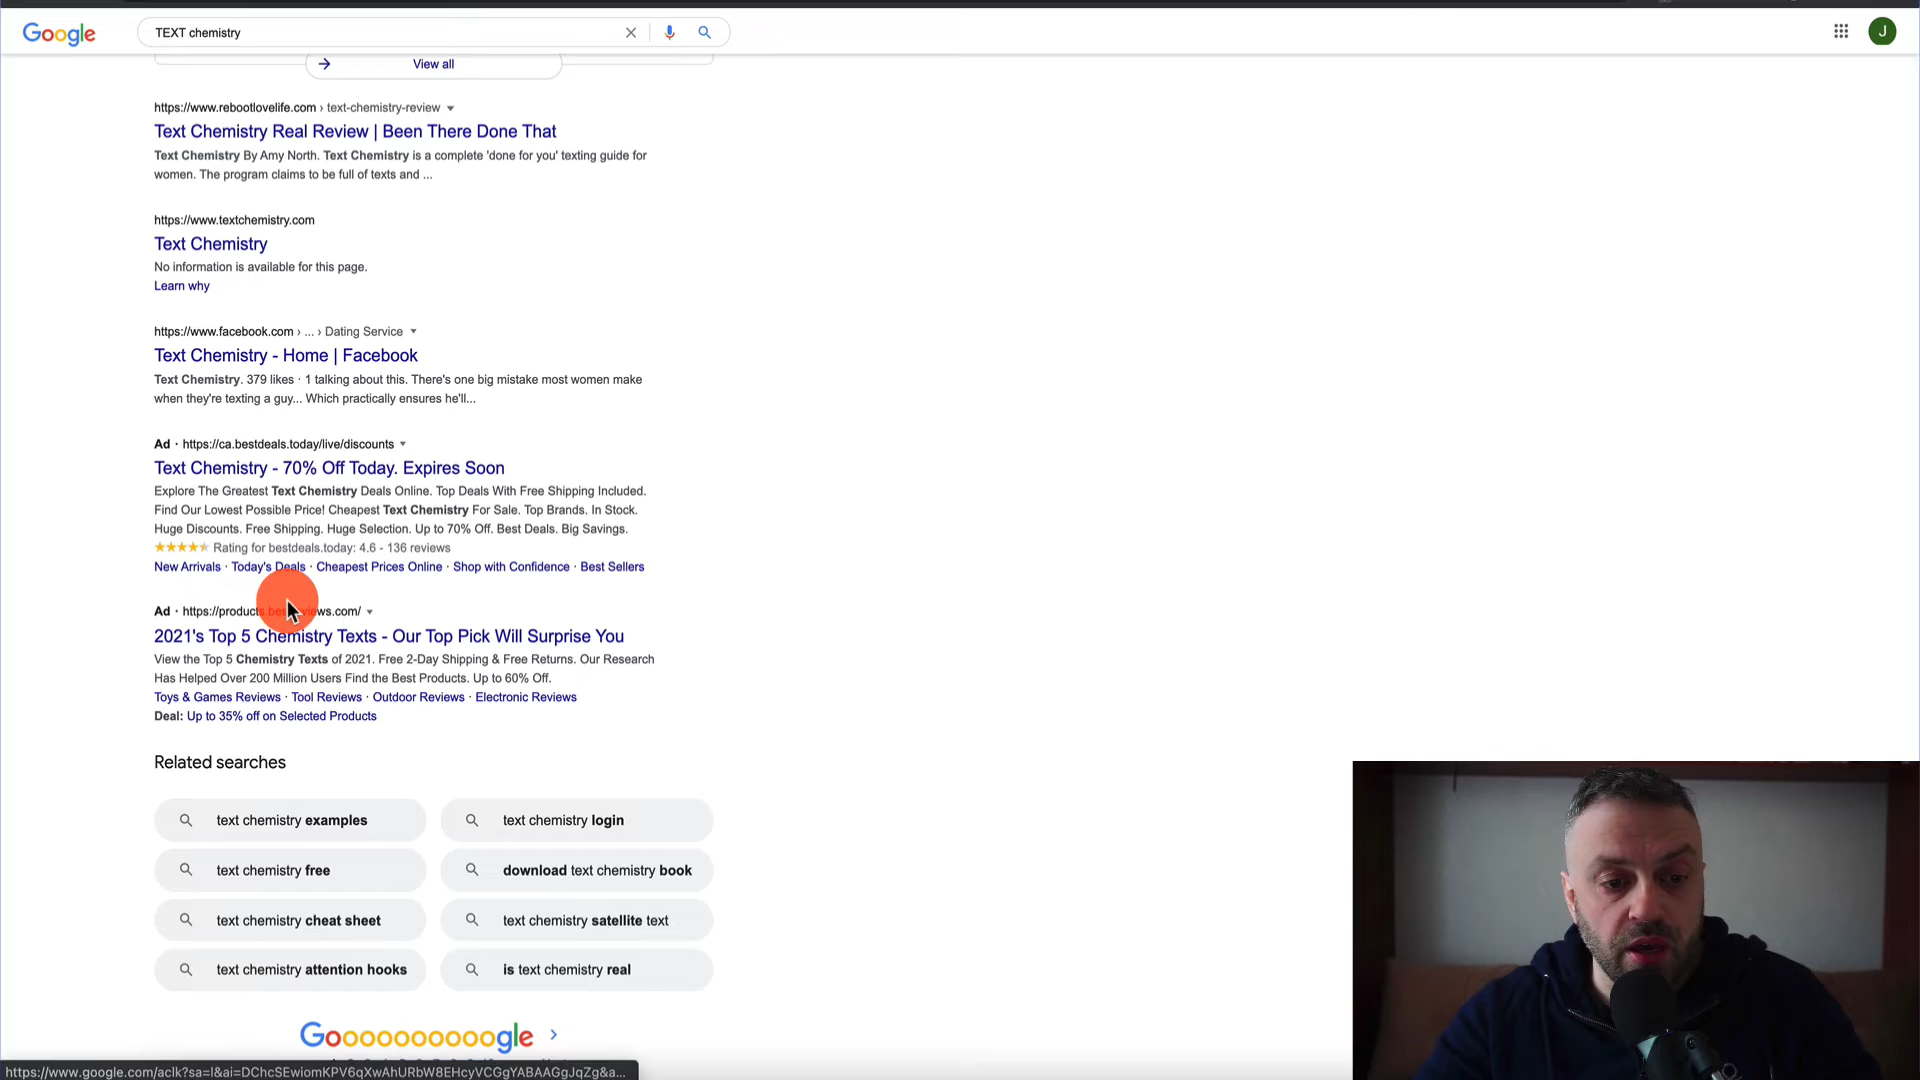 Google
TEXT chemistry
J
View all
https://www.rebootlovelife.com › text-chemistry-review
Text Chemistry Real Review | Been There Done That
Text Chemistry By Amy North. Text Chemistry is a complete 'done for you' texting guide for
women. The program claims to be full of texts and ...
https://www.textchemistry.com
Text Chemistry
No information is available for this page.
Learn why
https://www.facebook.com › ... › Dating Service
Text Chemistry - Home | Facebook
Text Chemistry. 379 likes · 1 talking about this. There's one big mistake most women make
when they're texting a guy... Which practically ensures he'll...
Ad · https://ca.bestdeals.today/live/discounts
Text Chemistry - 70% Off Today. Expires Soon
Explore The Greatest Text Chemistry Deals Online. Top Deals With Free Shipping Included.
Find Our Lowest Possible Price! Cheapest Text Chemistry For Sale. Top Brands. In Stock.
Huge Discounts. Free Shipping. Huge Selection. Up to 70% Off. Best Deals. Big Savings.
Rating for bestdeals.today: 4.6 - 136 reviews
New Arrivals · Today's Deals · Cheapest Prices Online · Shop with Confidence · Best Sellers
Ad ·
2021's Top 5 Chemistry Texts - Our Top Pick Will Surprise You
View the Top 5 Chemistry Texts of 2021. Free 2-Day Shipping & Free Returns. Our Research
Has Helped Over 200 Million Users Find the Best Products. Up to 60% Off.
Toys & Games Reviews · Tool Reviews · Outdoor Reviews · Electronic Reviews
Deal: Up to 35% off on Selected Products
Related searches
text chemistry examples
text chemistry login
text chemistry free
download text chemistry book
text chemistry cheat sheet
text chemistry satellite text
text chemistry attention hooks
is text chemistry real
Goooooooooogle
https://www.google.com/aclk?sa=l&ai=DChcSEwiomKPV6qXwAhURbW8EHcyVCGgYABAAGgJqZg&a...